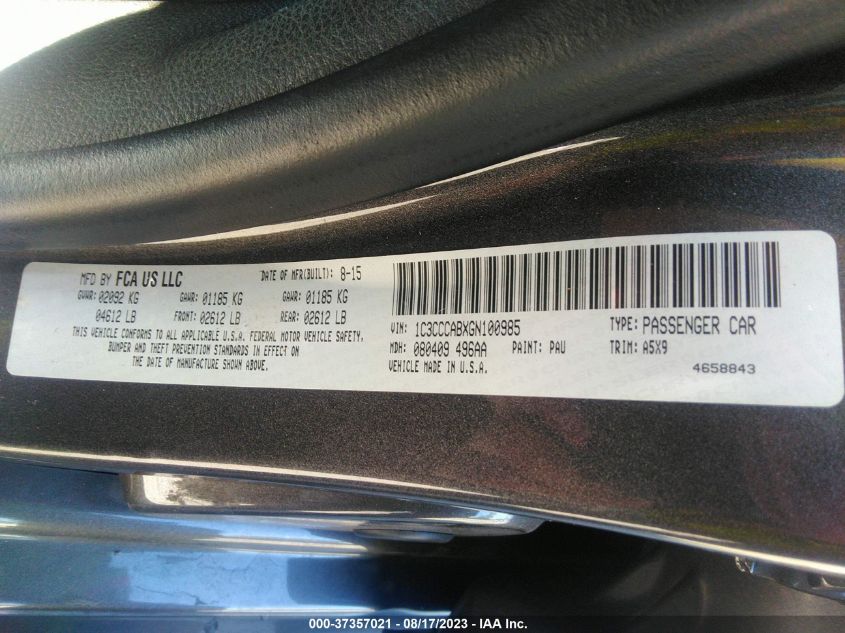 MFD BY FCA US LLC DATE OF MFR(BUILT): 8-15
GVWR: 02092 KG GAWR: 01185 KG GAWR: 01185 KG
04612 LB FRONT: 02612 LB REAR: 02612 LB
THIS VEHICLE CONFORMS TO ALL APPLICABLE U.S.A. FEDERAL MOTOR VEHICLE SAFETY,
BUMPER AND THEFT PREVENTION STANDARDS IN EFFECT ON
THE DATE OF MANUFACTURE SHOWN ABOVE.
VIN: 1C3CCCABXGN100985 TYPE: PASSENGER CAR
MDH: 080409 496AA PAINT: PAU TRIM: A5X9
VEHICLE MADE IN U.S.A. 4658843
000-37357021 - 08/17/2023 - IAA Inc.